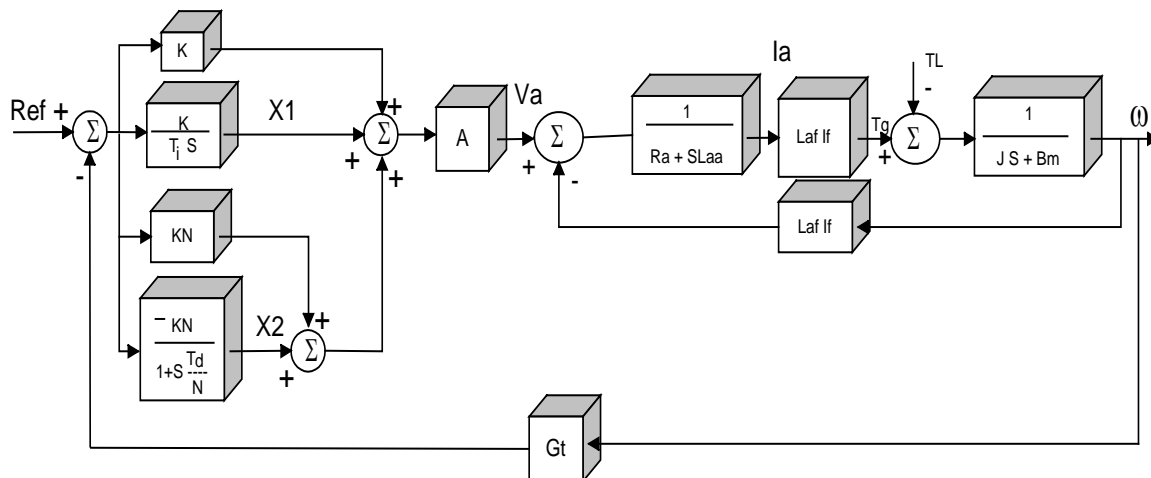 K
Ref +
Σ
-
K
Tᵢ S
X1
+
+
+
Σ
A
Va
+
Σ
-
1
Ra + SLaa
Ia
Laf If
Tg
+
TL
-
Σ
1
J S + Bm
ω
Laf If
KN
- KN
1+S Td
----
N
X2
+
+
Σ
Gt